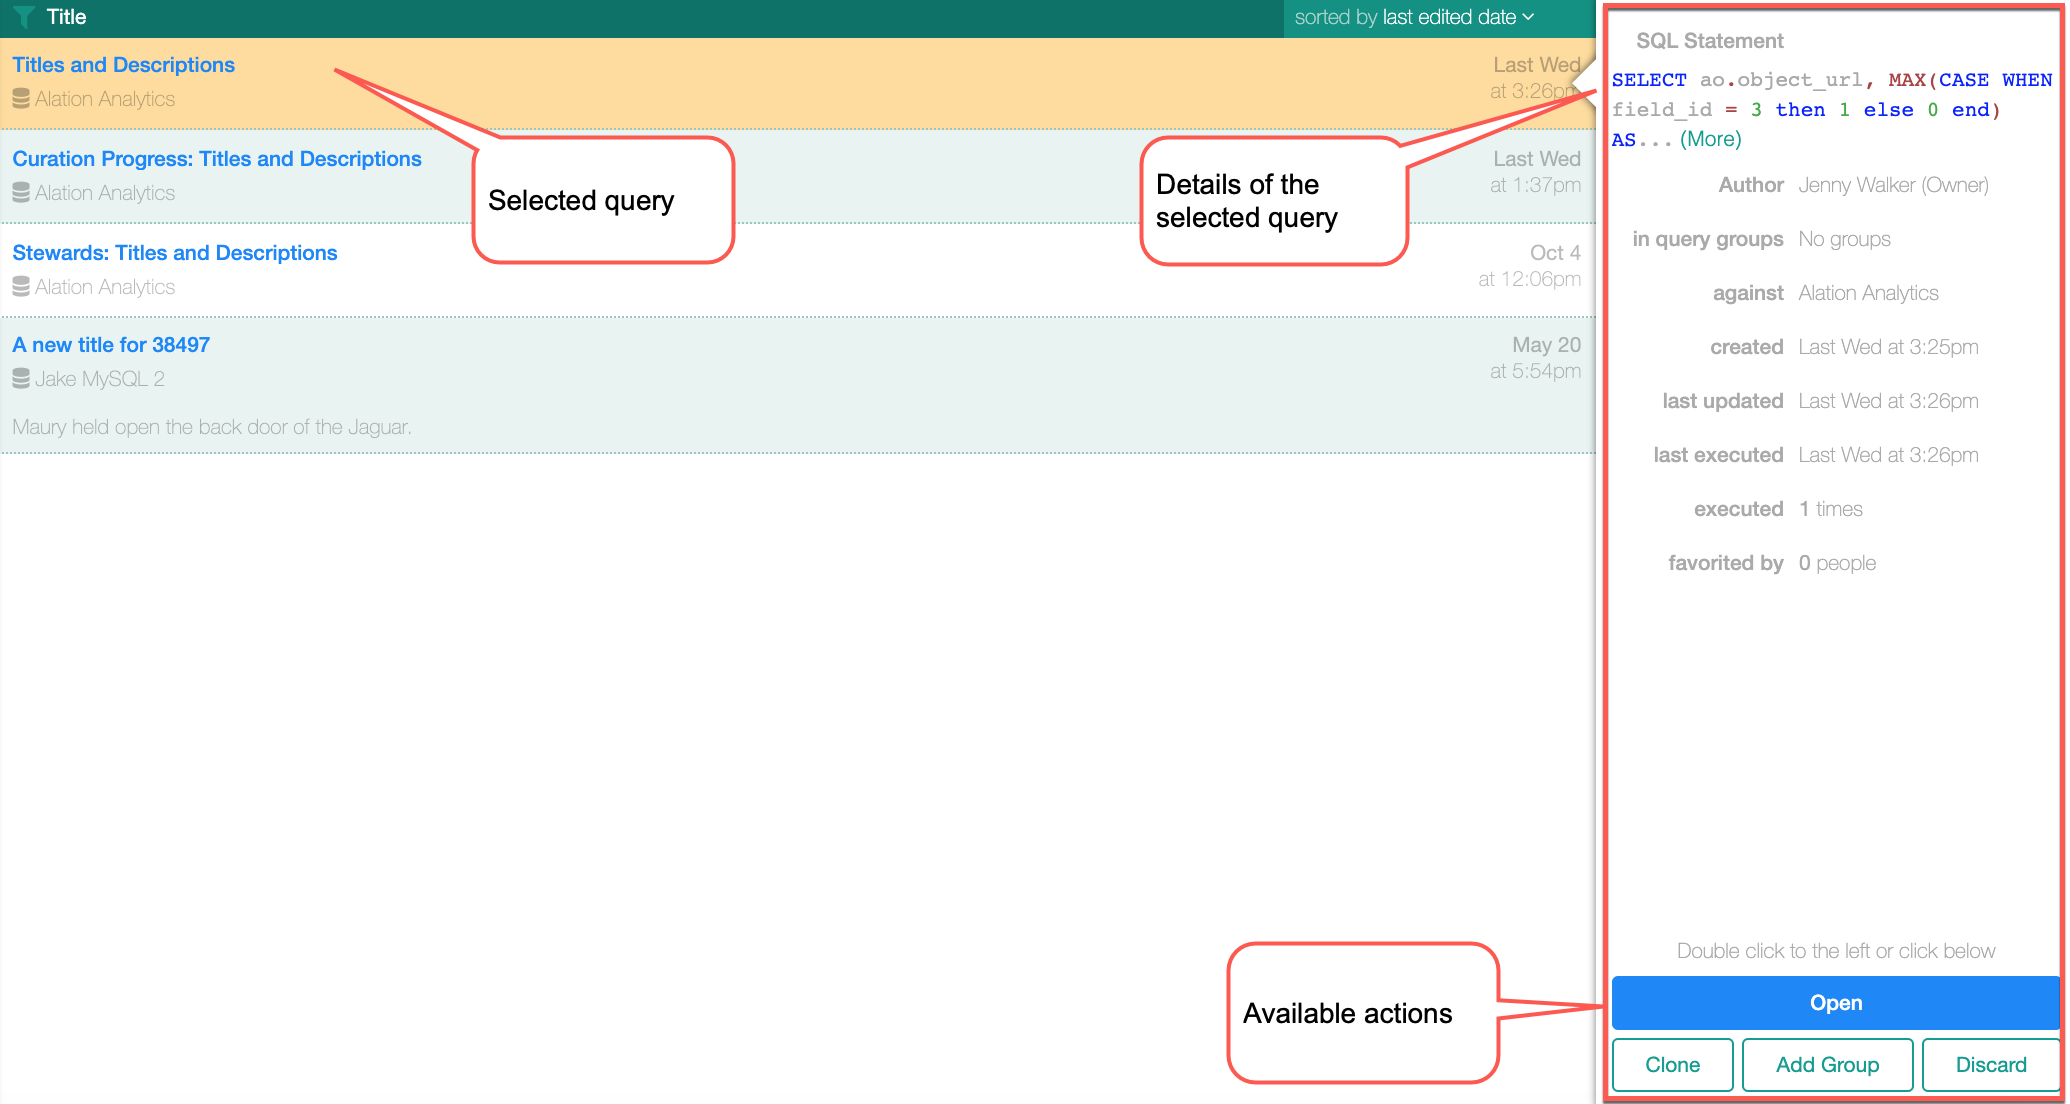 Title
sorted by last edited date
Titles and Descriptions
Last Wed
Alation Analytics
at 3:26pm
Curation Progress: Titles and Descriptions
Last Wed
Alation Analytics
at 1:37pm
Stewards: Titles and Descriptions
Oct 4
Alation Analytics
at 12:06pm
A new title for 38497
May 20
Jake MySQL 2
at 5:54pm
Maury held open the back door of the Jaguar.
Selected query
Details of the
selected query
Available actions
SQL Statement
SELECT ao.object_url, MAX(CASE WHEN
field_id = 3 then 1 else 0 end)
AS... (More)
Author Jenny Walker (Owner)
in query groups No groups
against Alation Analytics
created Last Wed at 3:25pm
last updated Last Wed at 3:26pm
last executed Last Wed at 3:26pm
executed 1 times
favorited by 0 people
Double click to the left or click below
Open
Clone Add Group Discard